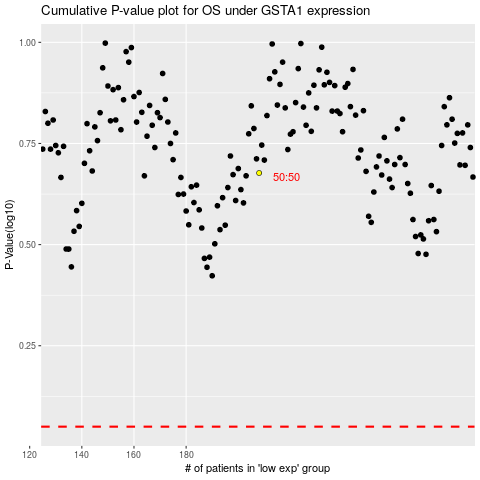 Cumulative P-value plot for OS under GSTA1 expression
P-Value(log10)
1.00
0.75
0.50
0.25
50:50
120 140 160 180
# of patients in 'low exp' group